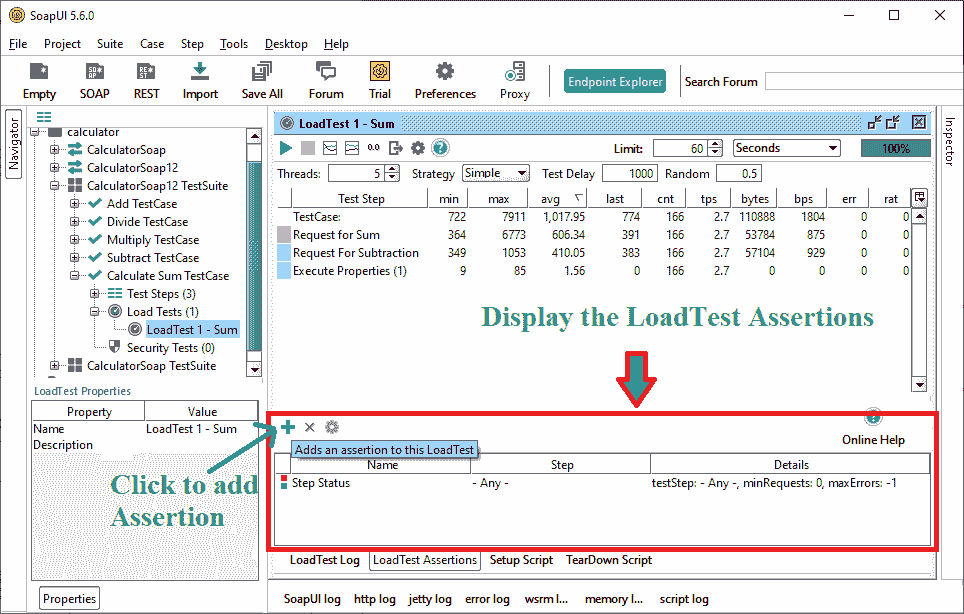 SoapUI 5.6.0
File Project Suite Case Step Tools Desktop Help
Empty SOAP REST Import Save All Forum Trial Preferences Proxy Endpoint Explorer Search Forum
Navigator
calculator
CalculatorSoap
CalculatorSoap12
CalculatorSoap12 TestSuite
Add TestCase
Divide TestCase
Multiply TestCase
Subtract TestCase
Calculate Sum TestCase
Test Steps (3)
Load Tests (1)
LoadTest 1 - Sum
Security Tests (0)
CalculatorSoap TestSuite
LoadTest Properties
Property Value
Name LoadTest 1 - Sum
Description
Click to add
Assertion
Properties
LoadTest 1 - Sum
0.0 Limit: 60 Seconds 100%
Threads: 5 Strategy Simple Test Delay 1000 Random 0.5
Test Step min max avg last cnt tps bytes bps err rat
TestCase: 722 7911 1,017.95 774 166 2.7 110888 1804 0 0
Request for Sum 364 6773 606.34 391 166 2.7 53784 875 0 0
Request For Subtraction 349 1053 410.05 383 166 2.7 57104 929 0 0
Execute Properties (1) 9 85 1.56 0 166 2.7 0 0 0 0
Display the LoadTest Assertions
Online Help
Adds an assertion to this LoadTest
Name Step Details
Step Status - Any - testStep: - Any -, minRequests: 0, maxErrors: -1
LoadTest Log LoadTest Assertions Setup Script TearDown Script
SoapUI log http log jetty log error log wsrm l... memory l... script log
Inspector